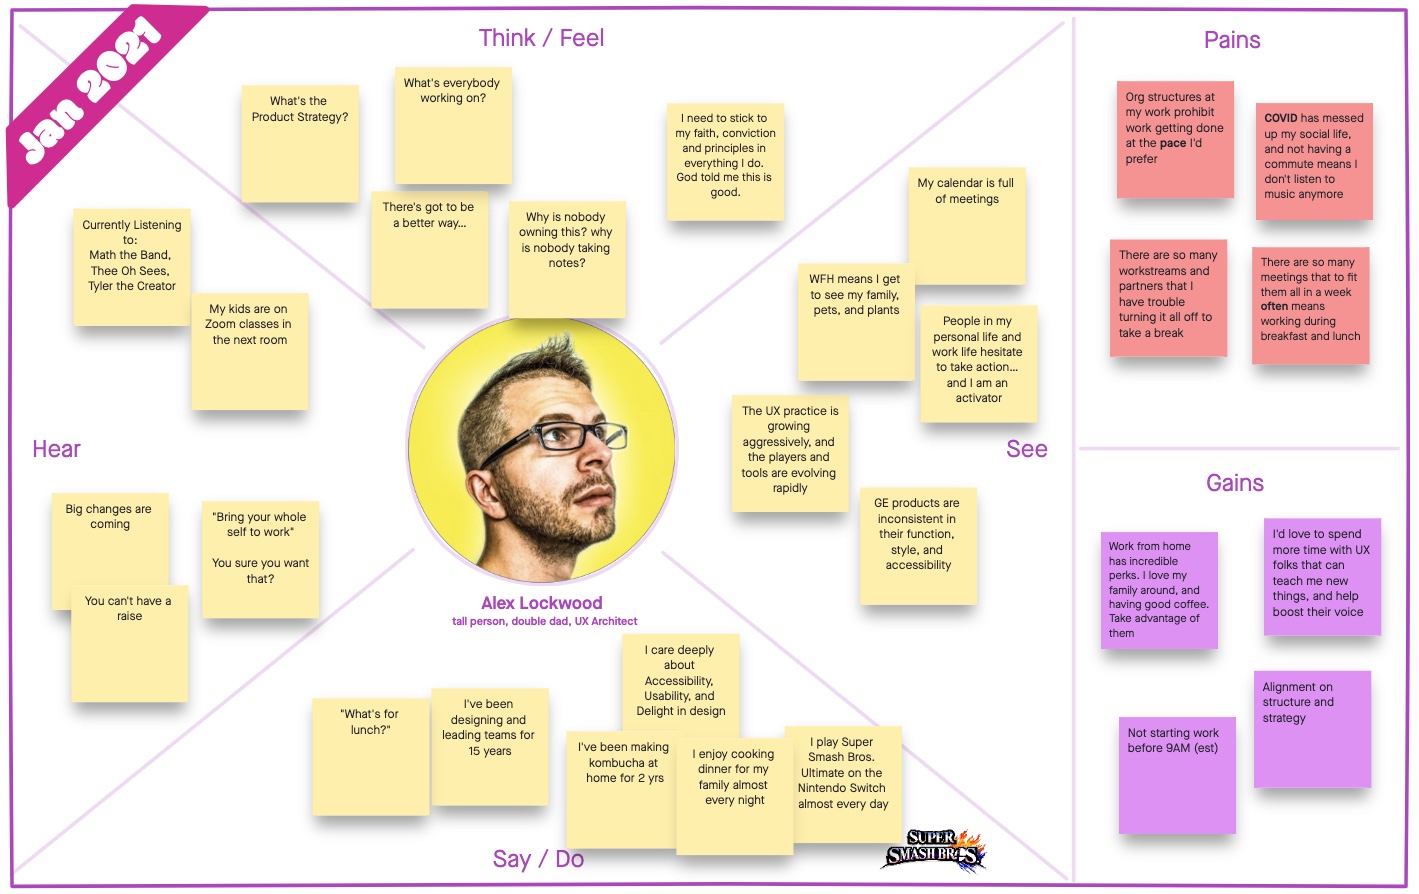 Jan 2021
Think / Feel
What's the
Product Strategy?
What's everybody
working on?
There's got to be
a better way...
Why is nobody
owning this? why
is nobody taking
notes?
I need to stick to
my faith, conviction
and principles in
everything I do.
God told me this is
good.
Hear
Currently Listening
to:
Math the Band,
Thee Oh Sees,
Tyler the Creator
My kids are on
Zoom classes in
the next room
Big changes are
coming
"Bring your whole
self to work"
You sure you want
that?
You can't have a
raise
See
My calendar is full
of meetings
WFH means I get
to see my family,
pets, and plants
People in my
personal life and
work life hesitate
to take action...
and I am an
activator
The UX practice is
growing
aggressively, and
the players and
tools are evolving
rapidly
GE products are
inconsistent in
their function,
style, and
accessibility
Alex Lockwood
tall person, double dad, UX Architect
Say / Do
"What's for
lunch?"
I've been
designing and
leading teams for
15 years
I care deeply
about
Accessibility,
Usability, and
Delight in design
I've been making
kombucha at
home for 2 yrs
I enjoy cooking
dinner for my
family almost
every night
I play Super
Smash Bros.
Ultimate on the
Nintendo Switch
almost every day
SUPER
SMASH BROS.
Pains
Org structures at
my work prohibit
work getting done
at the pace I'd
prefer
COVID has messed
up my social life,
and not having a
commute means I
don't listen to
music anymore
There are so many
workstreams and
partners that I
have trouble
turning it all off to
take a break
There are so many
meetings that to fit
them all in a week
often means
working during
breakfast and lunch
Gains
Work from home
has incredible
perks. I love my
family around, and
having good coffee.
Take advantage of
them
I'd love to spend
more time with UX
folks that can
teach me new
things, and help
boost their voice
Not starting work
before 9AM (est)
Alignment on
structure and
strategy